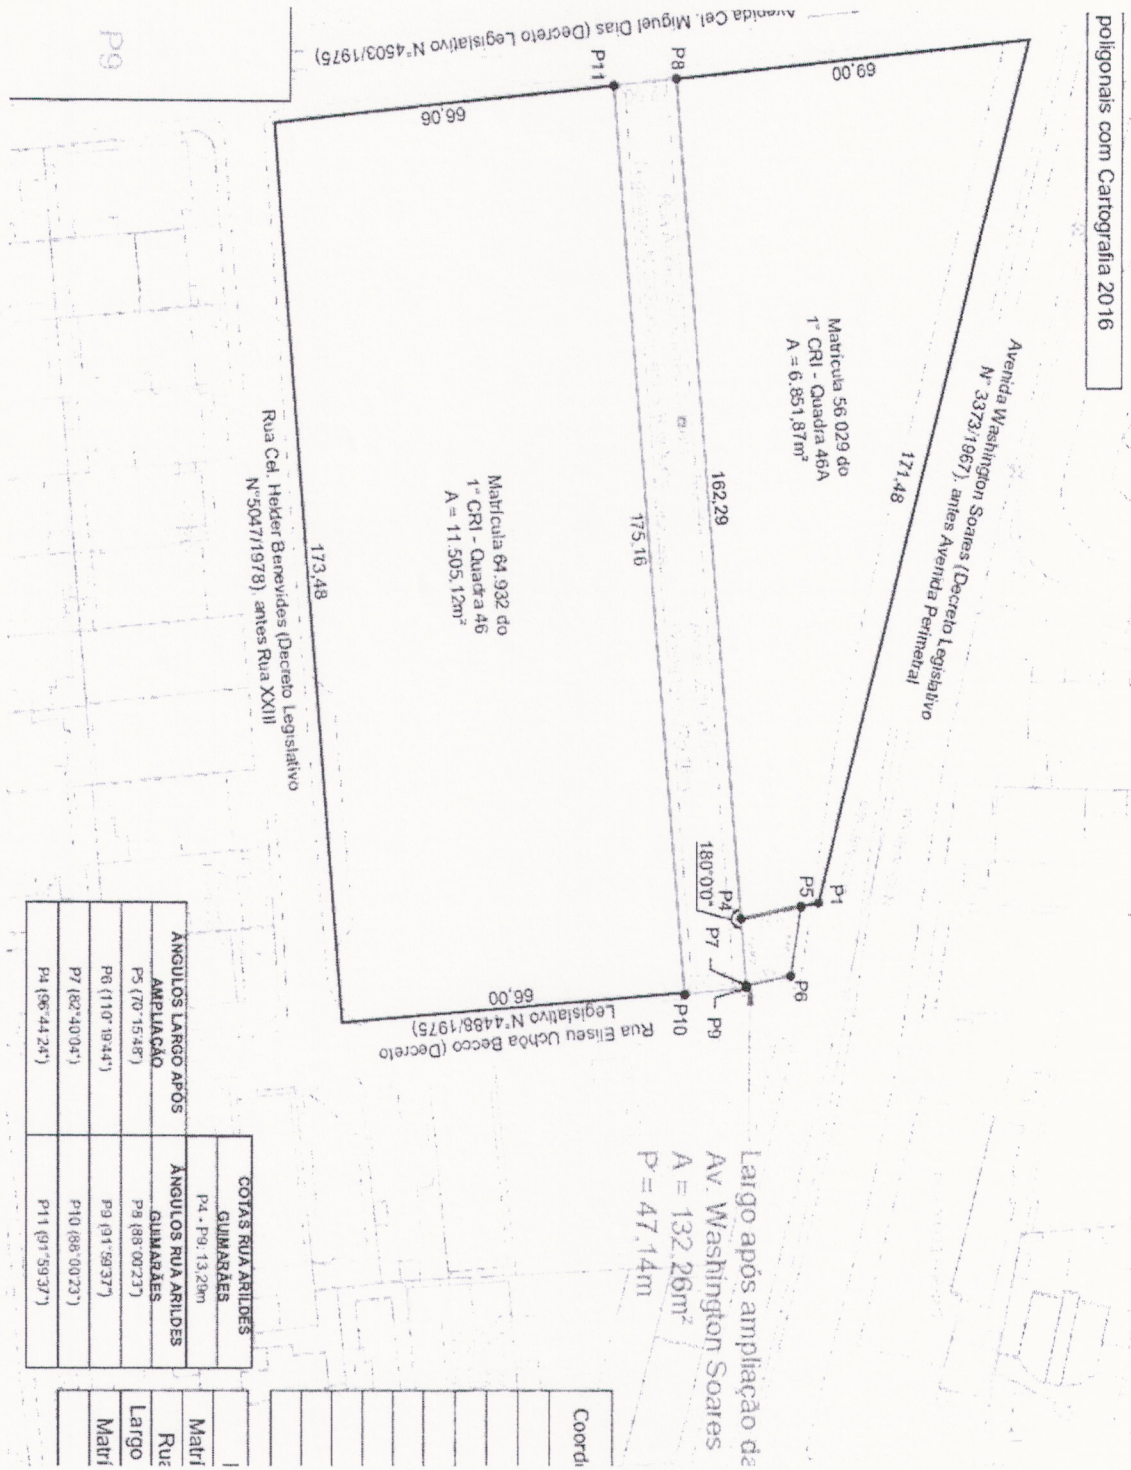 poligonais com Cartografia 2016
Avenida Cel. Miguel Dias (Decreto Legislativo N°4503/1975)
P9
P11
P8
69,00
66,06
Avenida Washington Soares (Decreto Legislativo
N° 3373/1967), antes Avenida Perimetral
171,48
Matrícula 56.029 do
1° CRI - Quadra 46A
A = 6.851,87m²
162,29
175,16
Matrícula 64.932 do
1° CRI - Quadra 46
A = 11.505,12m²
173,48
Rua Cel. Helder Benevides (Decreto Legislativo
N°5047/1978), antes Rua XXIII
P1
P5
P4
180°0'0"
P7
P6
P9
P10
66,00
Rua Eliseu Uchôa Becco (Decreto
Legislativo N°4488/1975)
Largo após ampliação da
Av. Washington Soares
A = 132,26m²
P = 47,14m
COTAS RUA ARILDES
GUIMARÃES
P4 - P9: 13,29m
ÂNGULOS LARGO APÓS
AMPLIAÇÃO
P5 (70°15'48")
P6 (110°19'44")
P7 (82°40'04")
P4 (96°44'24")
ÂNGULOS RUA ARILDES
GUIMARÃES
P8 (88°00'23")
P9 (91°59'37")
P10 (88°00'23")
P11 (91°59'37")
Coord
Matrí
Rua
Largo
Matrí